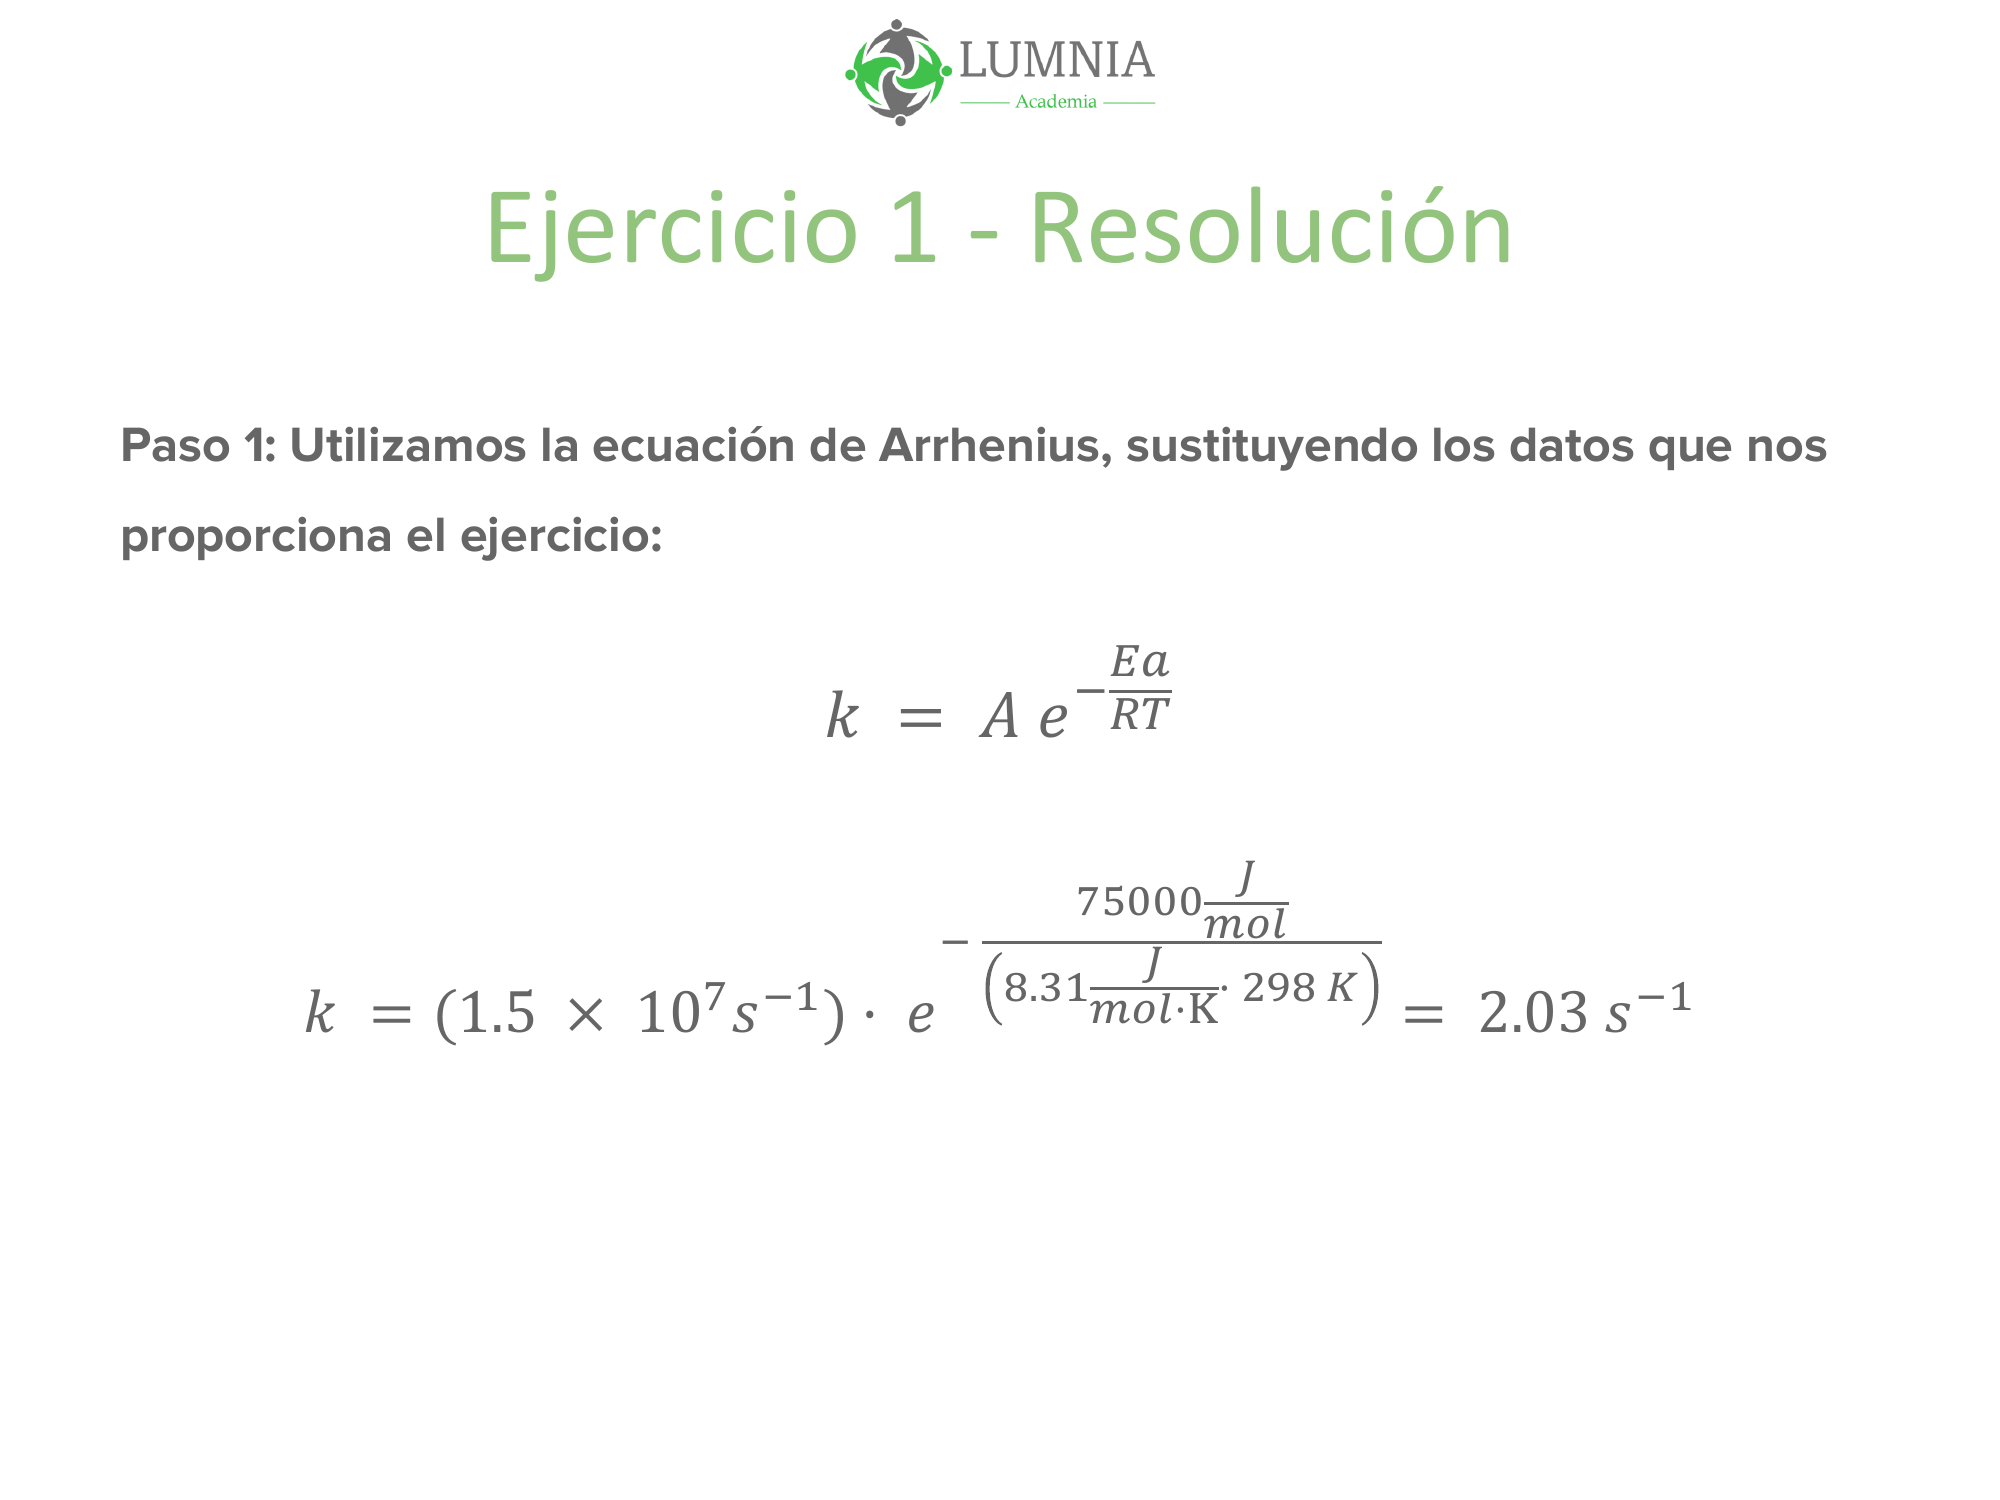 LUMNIA
Academia
Ejercicio 1 - Resolución
Paso 1: Utilizamos la ecuación de Arrhenius, sustituyendo los datos que nos
proporciona el ejercicio:
$k = A\,e^{-\frac{Ea}{RT}}$
$k = (1.5 \times 10^{7} s^{-1}) \cdot e^{-\frac{75000\frac{J}{mol}}{\left(8.31\frac{J}{mol \cdot \mathrm{K}} \cdot 298\,K\right)}} = 2.03\,s^{-1}$